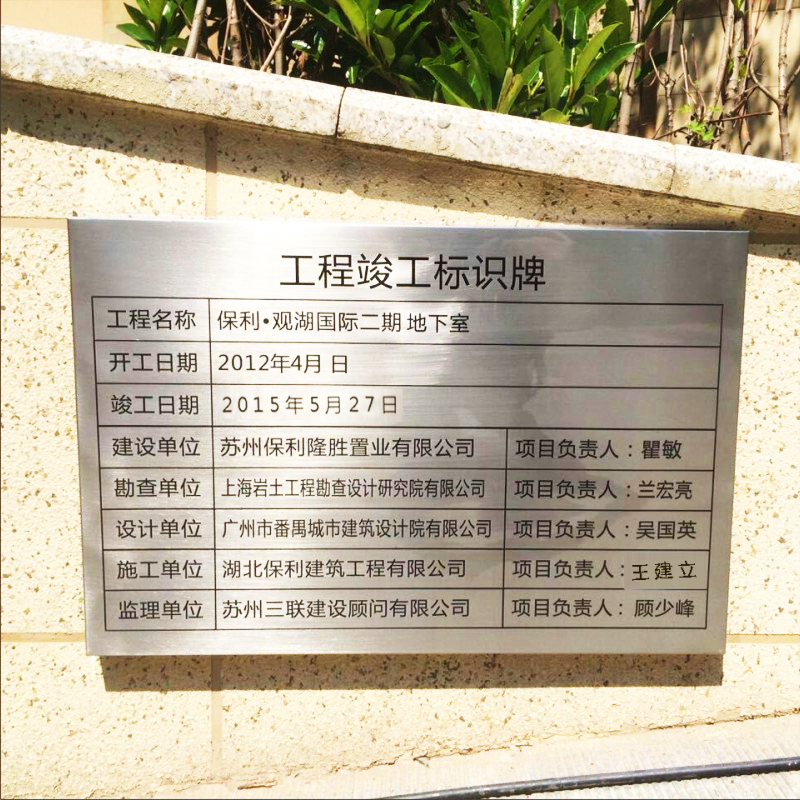 工程竣工标识牌
工程名称 保利•观湖国际二期 地下室
开工日期 2012年4月 日
竣工日期 2015年5月27日
建设单位 苏州保利隆胜置业有限公司 项目负责人：瞿敏
勘查单位 上海岩土工程勘查设计研究院有限公司 项目负责人：兰宏亮
设计单位 广州市番禺城市建筑设计院有限公司 项目负责人：吴国英
施工单位 湖北保利建筑工程有限公司 项目负责人：王建立
监理单位 苏州三联建设顾问有限公司 项目负责人：顾少峰